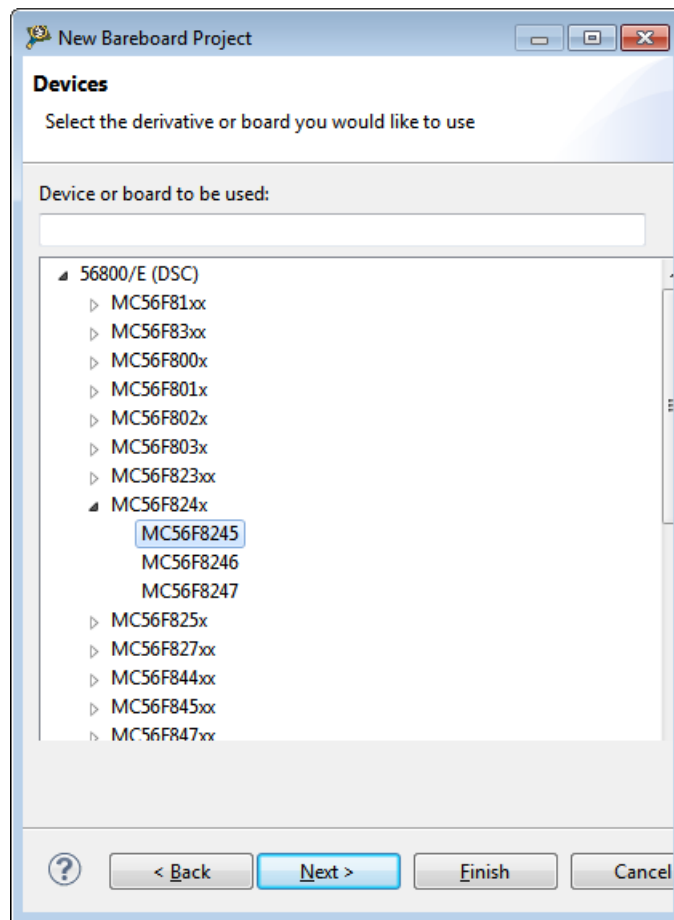 New Bareboard Project
Devices
Select the derivative or board you would like to use
Device or board to be used:
56800/E (DSC)
MC56F81xx
MC56F83xx
MC56F800x
MC56F801x
MC56F802x
MC56F803x
MC56F823xx
MC56F824x
MC56F8245
MC56F8246
MC56F8247
MC56F825x
MC56F827xx
MC56F844xx
MC56F845xx
MC56F847xx
? < Back Next > Finish Cancel